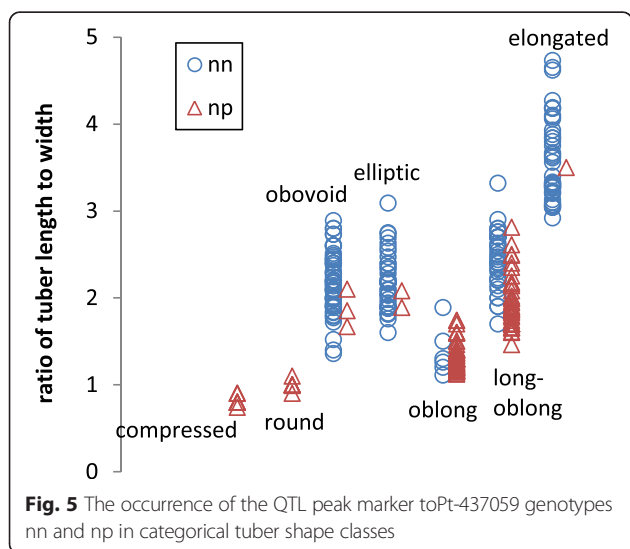 ratio of tuber length to width
5
4
3
2
1
0
nn
np
elongated
obovoid
elliptic
compressed
round
oblong
long-
oblong
Fig. 5 The occurrence of the QTL peak marker toPt-437059 genotypes
nn and np in categorical tuber shape classes